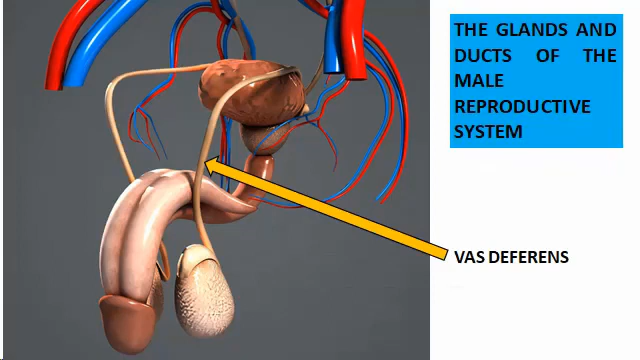 THE GLANDS AND
DUCTS OF THE
MALE
REPRODUCTIVE
SYSTEM
VAS DEFERENS